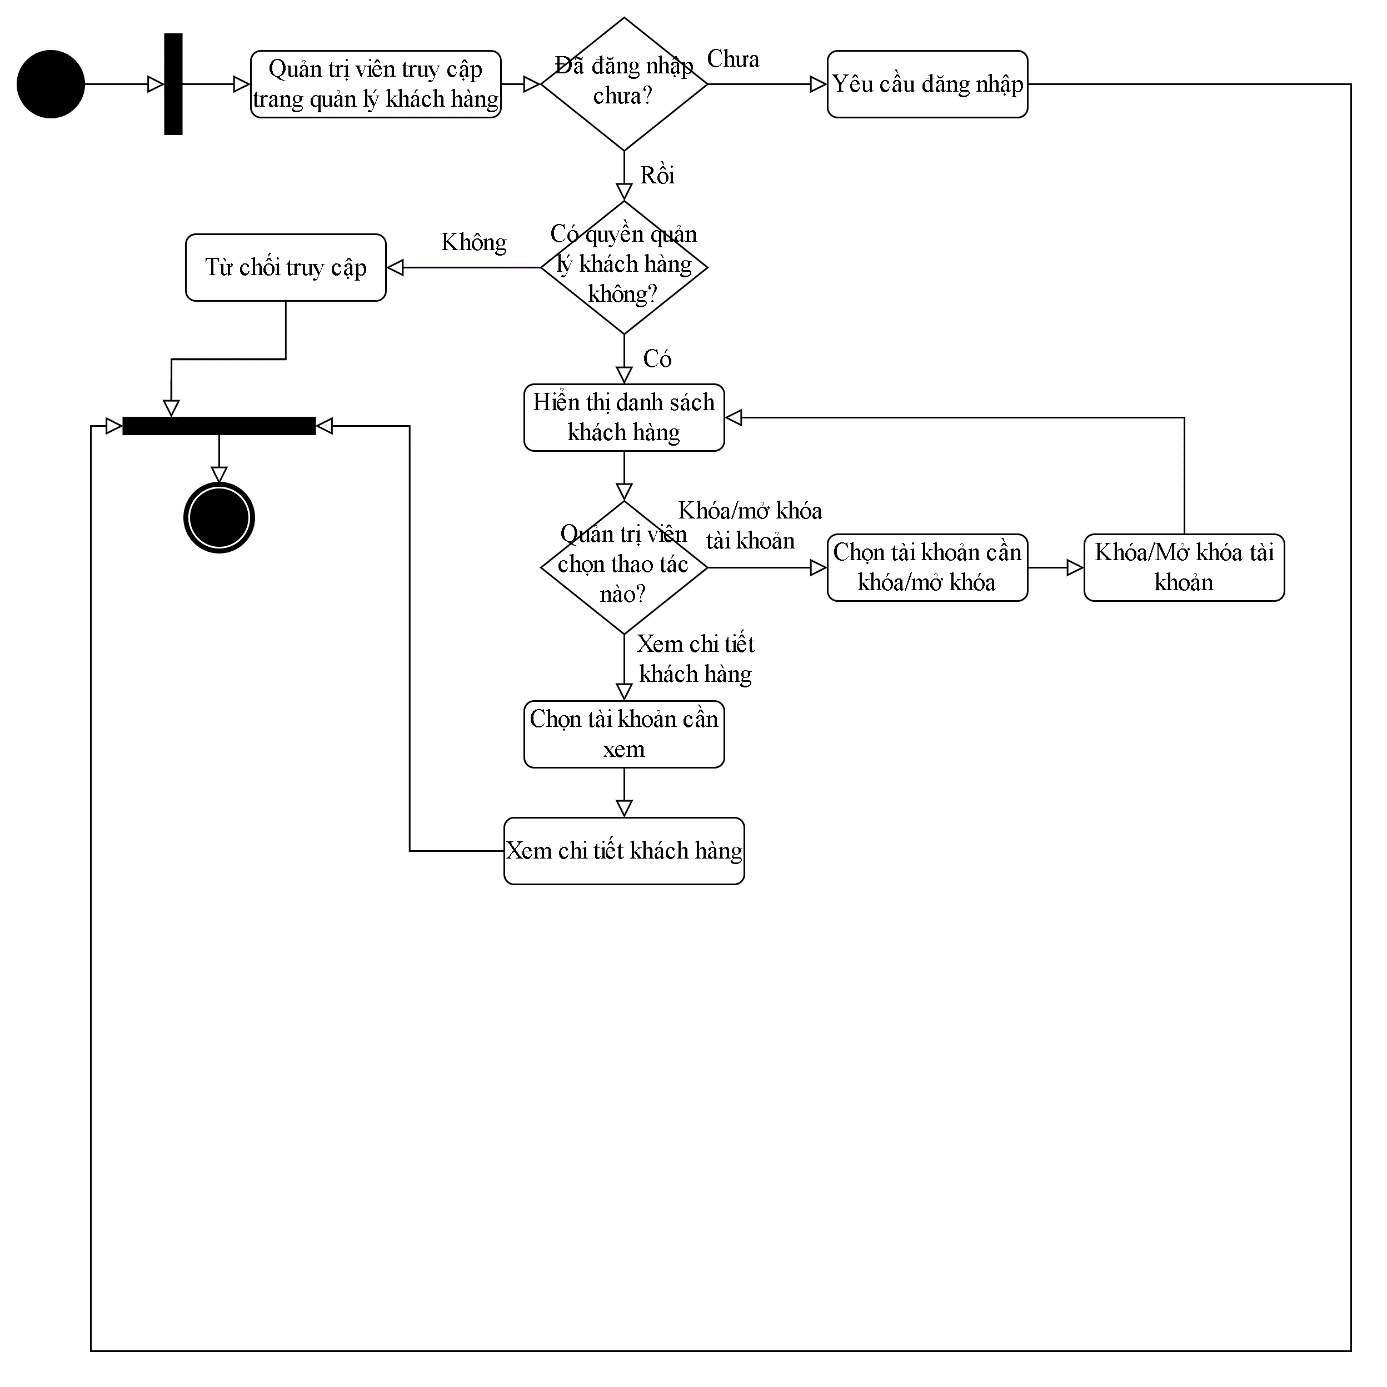 Quản trị viên truy cập
trang quản lý khách hàng
Đã đăng nhập
chưa?
Chưa
Yêu cầu đăng nhập
Rồi
Có quyền quản
lý khách hàng
không?
Không
Từ chối truy cập
Có
Hiển thị danh sách
khách hàng
Quản trị viên
chọn thao tác
nào?
Khóa/mở khóa
tài khoản
Chọn tài khoản cần
khóa/mở khóa
Khóa/Mở khóa tài
khoản
Xem chi tiết
khách hàng
Chọn tài khoản cần
xem
Xem chi tiết khách hàng